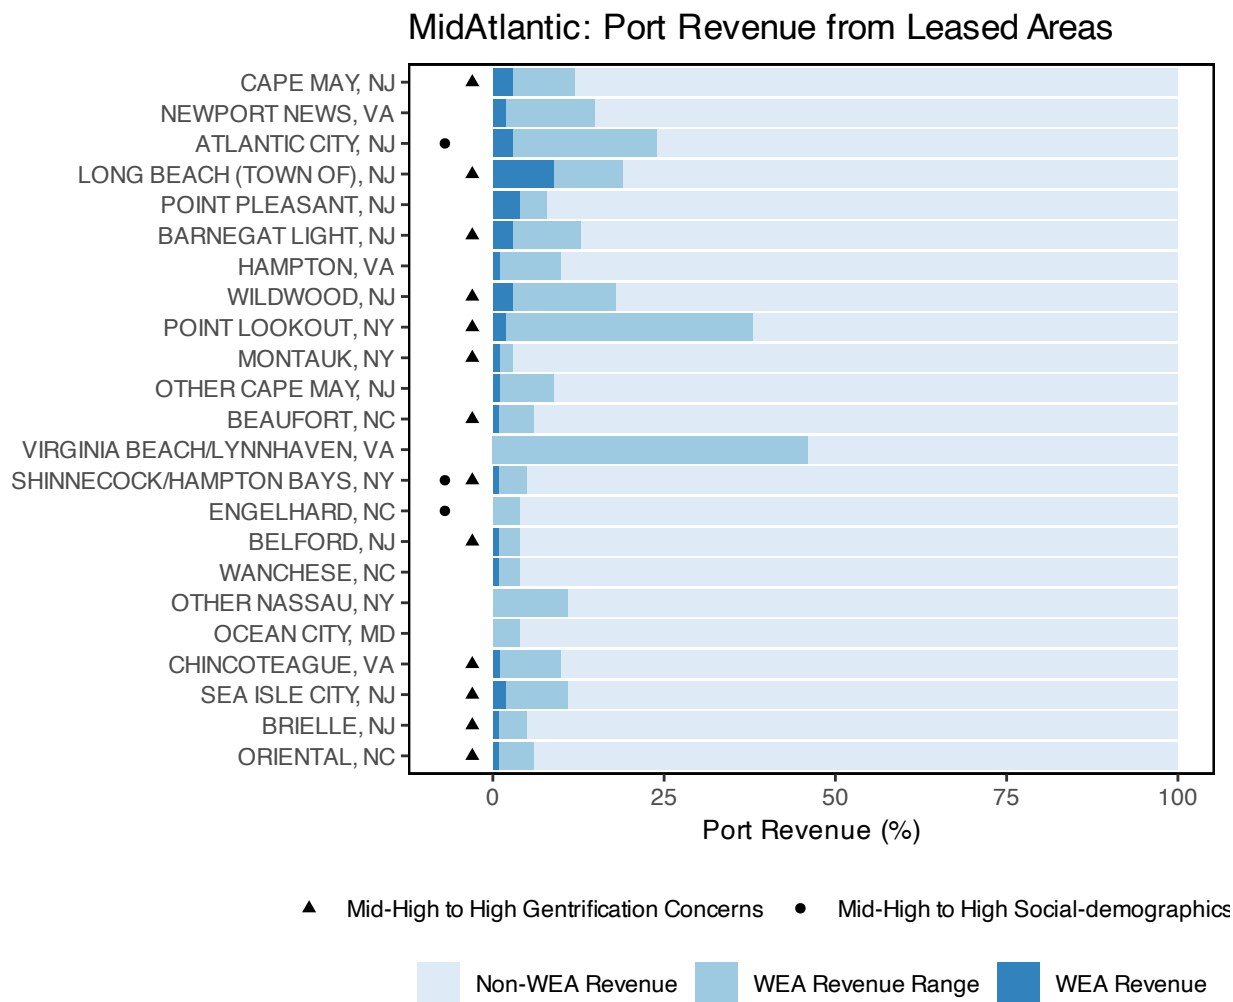 MidAtlantic: Port Revenue from Leased Areas
CAPE MAY, NJ
NEWPORT NEWS, VA
ATLANTIC CITY, NJ
LONG BEACH (TOWN OF), NJ
POINT PLEASANT, NJ
BARNEGAT LIGHT, NJ
HAMPTON, VA
WILDWOOD, NJ
POINT LOOKOUT, NY
MONTAUK, NY
OTHER CAPE MAY, NJ
BEAUFORT, NC
VIRGINIA BEACH/LYNNHAVEN, VA
SHINNECOCK/HAMPTON BAYS, NY
ENGELHARD, NC
BELFORD, NJ
WANCHESE, NC
OTHER NASSAU, NY
OCEAN CITY, MD
CHINCOTEAGUE, VA
SEA ISLE CITY, NJ
BRIELLE, NJ
ORIENTAL, NC
0 25 50 75 100
Port Revenue (%)
Mid-High to High Gentrification Concerns Mid-High to High Social-demographics
Non-WEA Revenue WEA Revenue Range WEA Revenue